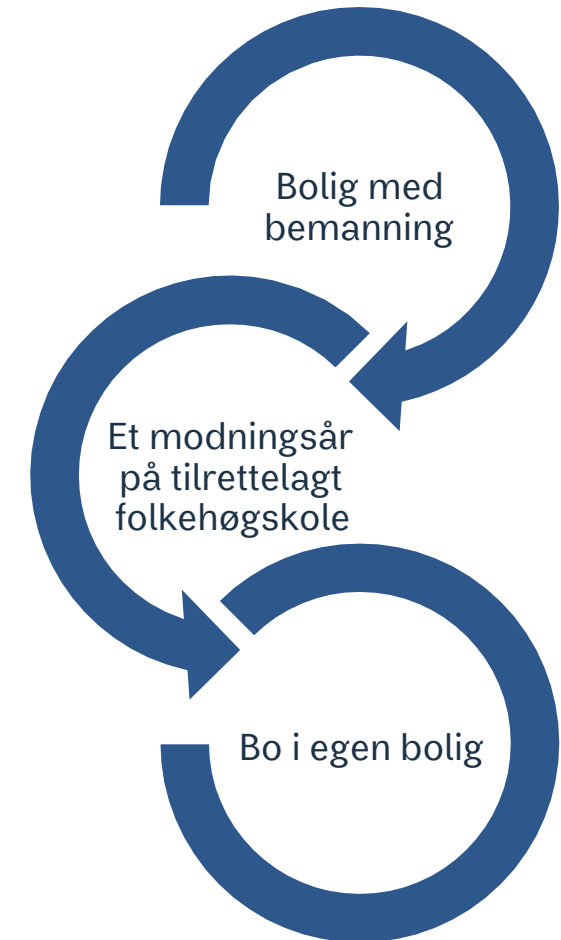 Bolig med
bemanning
Et modningsår
på tilrettelagt
folkehøgskole
Bo i egen bolig